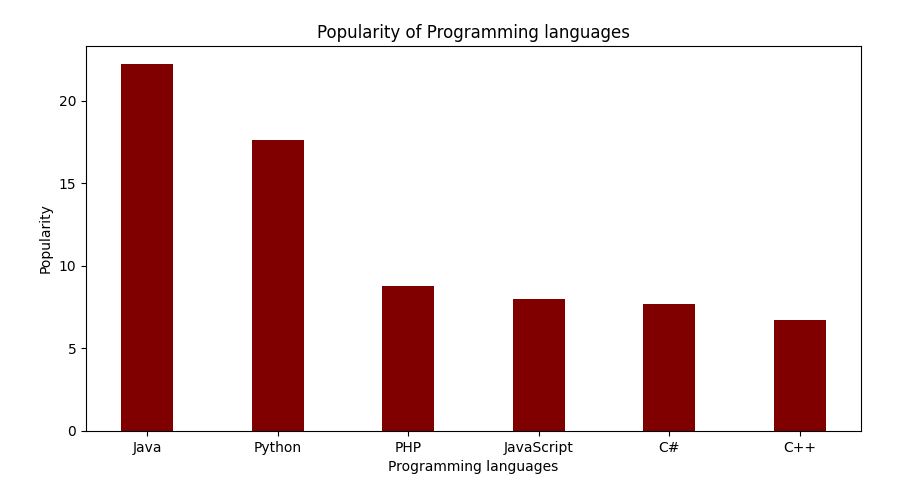 Popularity of Programming languages
20
15
10
5
0
Popularity
Java Python PHP JavaScript C# C++
Programming languages